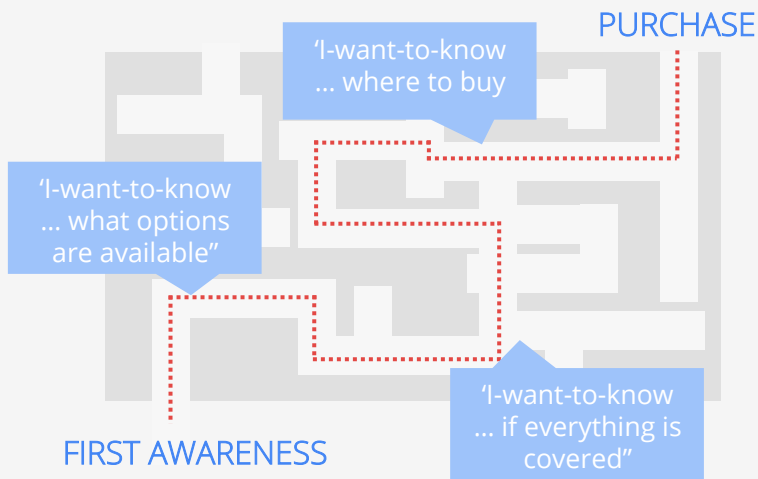 PURCHASE
‘I-want-to-know
... where to buy
‘I-want-to-know
... what options
are available”
‘I-want-to-know
... if everything is
covered”
FIRST AWARENESS